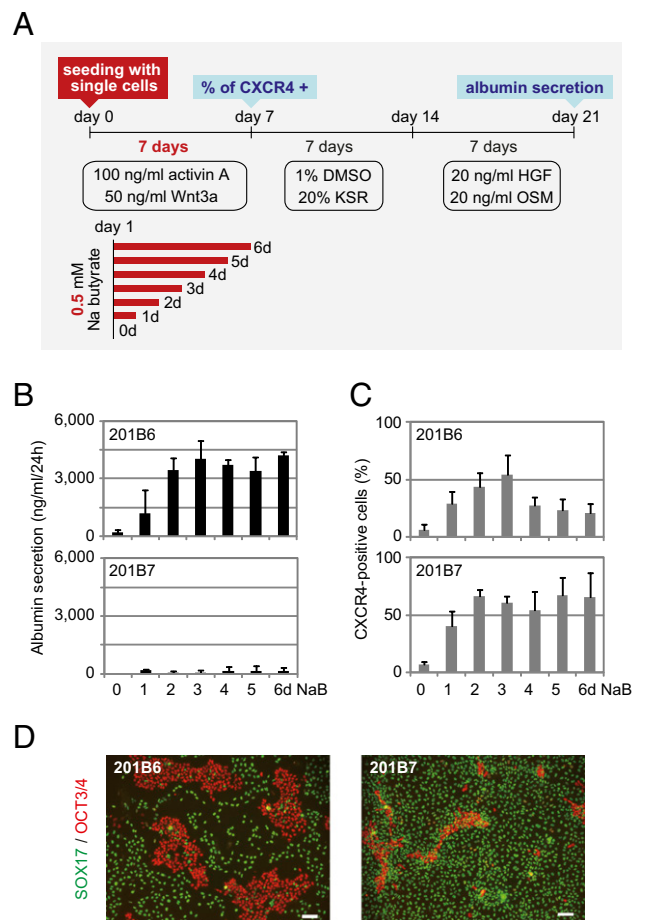 A
seeding with
single cells
% of CXCR4 +
albumin secretion
day 0
day 7
day 14
day 21
7 days
7 days
7 days
100 ng/ml activin A
50 ng/ml Wnt3a
1% DMSO
20% KSR
20 ng/ml HGF
20 ng/ml OSM
day 1
0.5 mM
Na butyrate
6d
5d
4d
3d
2d
1d
0d
B
Albumin secretion (ng/ml/24h)
6,000
3,000
0
201B6
6,000
3,000
0
201B7
0 1 2 3 4 5 6d NaB
C
CXCR4-positive cells (%)
100
50
0
201B6
100
50
0
201B7
0 1 2 3 4 5 6d NaB
D
SOX17 / OCT3/4
201B6
201B7